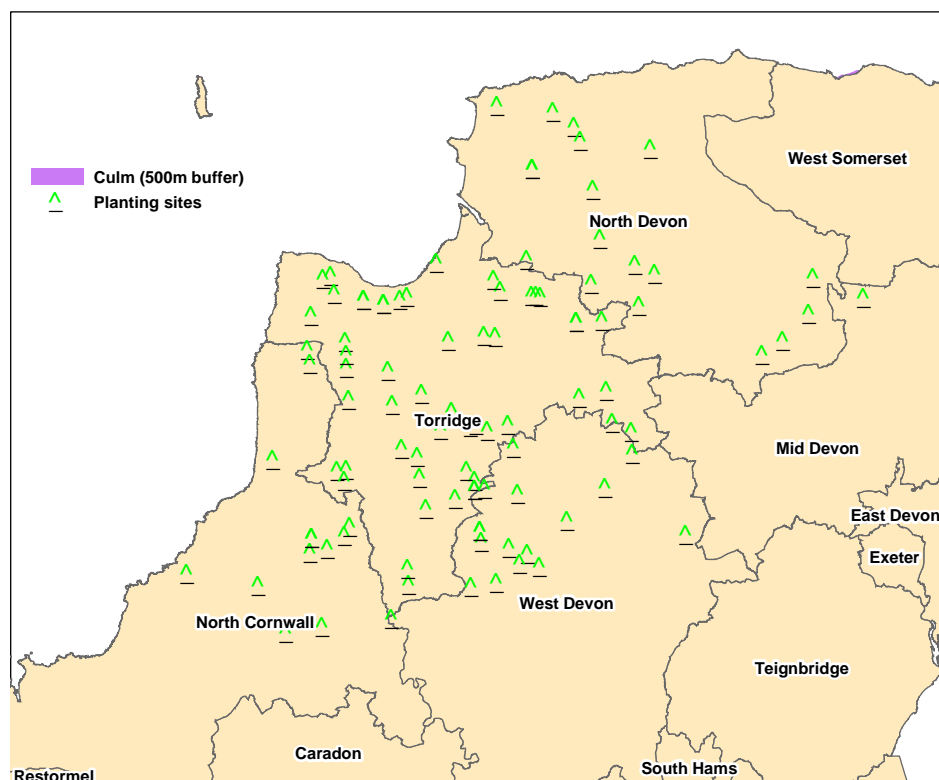 West Somerset
Culm (500m buffer)
Planting sites
North Devon
Torridge
Mid Devon
East Devon
Exeter
West Devon
North Cornwall
Teignbridge
Caradon
South Hams
Restormel